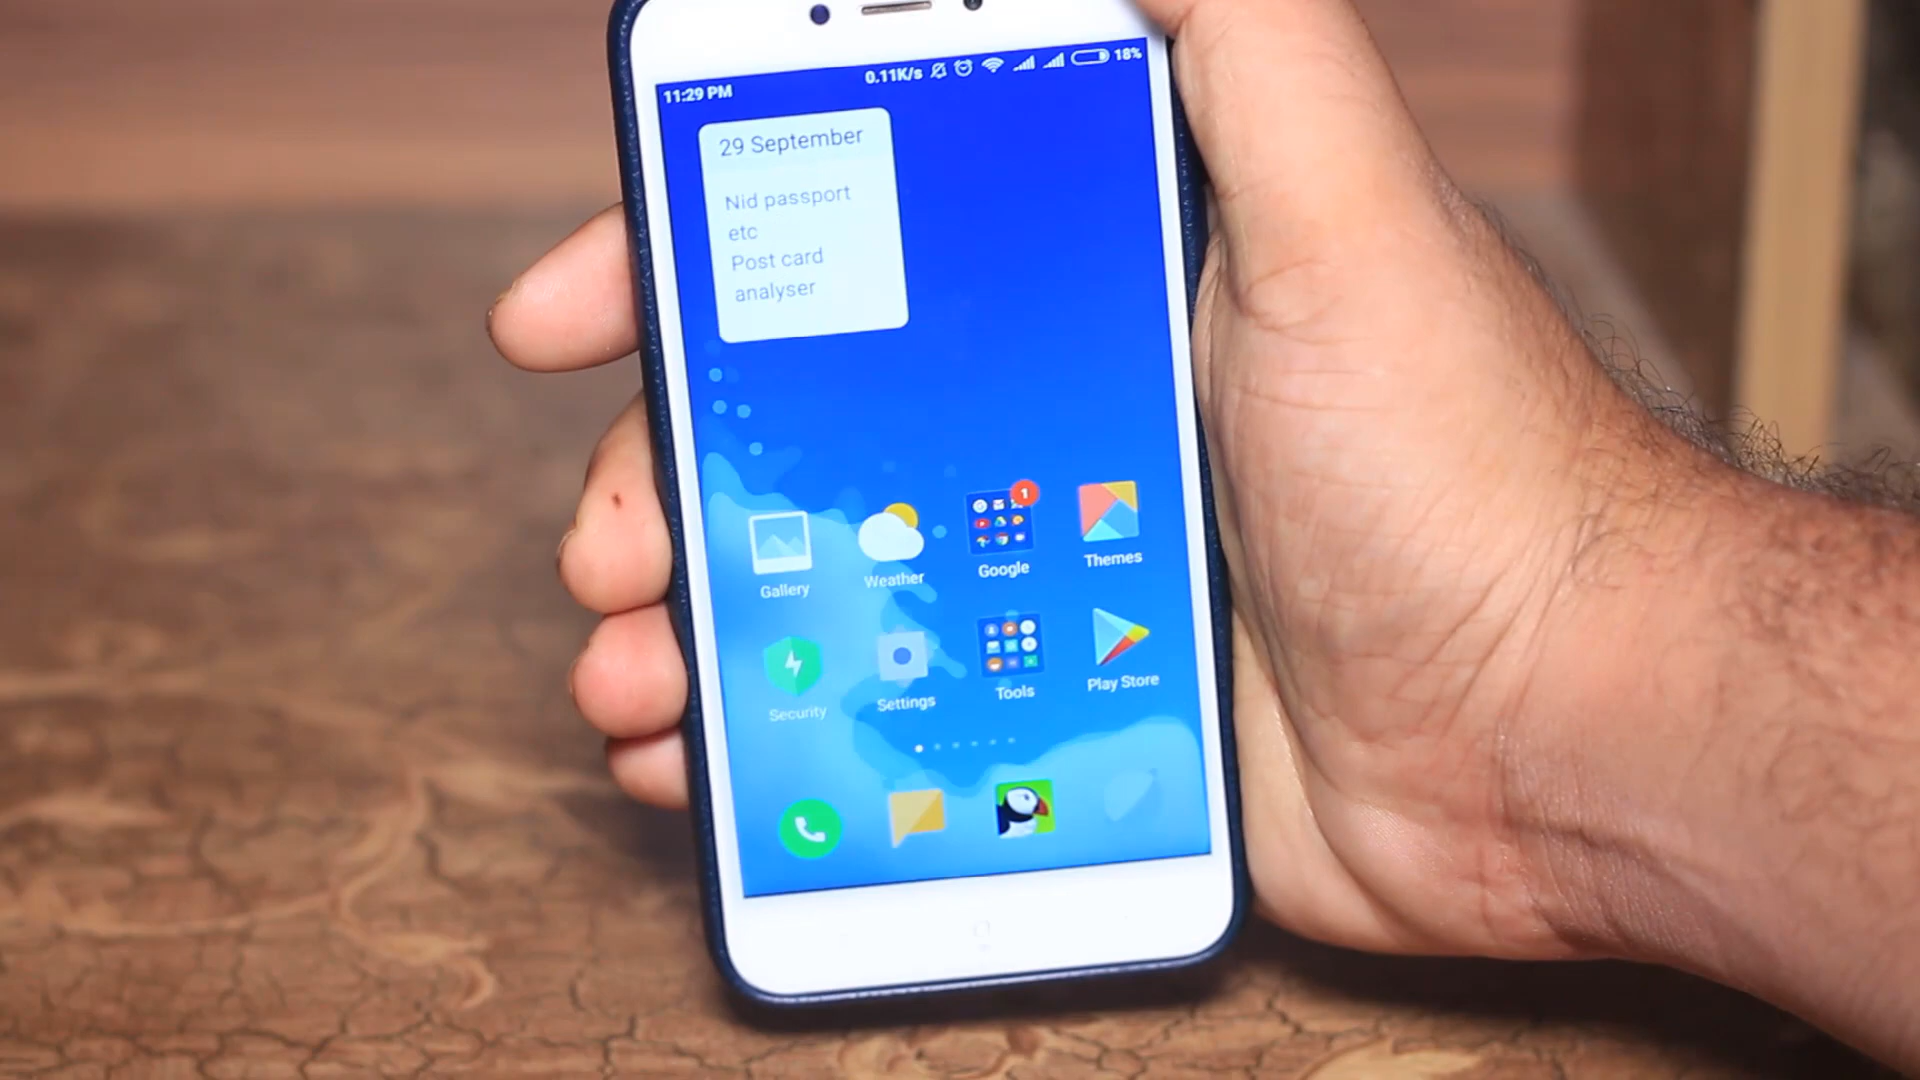 11:29 PM 0.11K/s 18%
29 September
Nid passport
etc
Post card
analyser
1
Gallery Weather Google Themes
Security Settings Tools Play Store